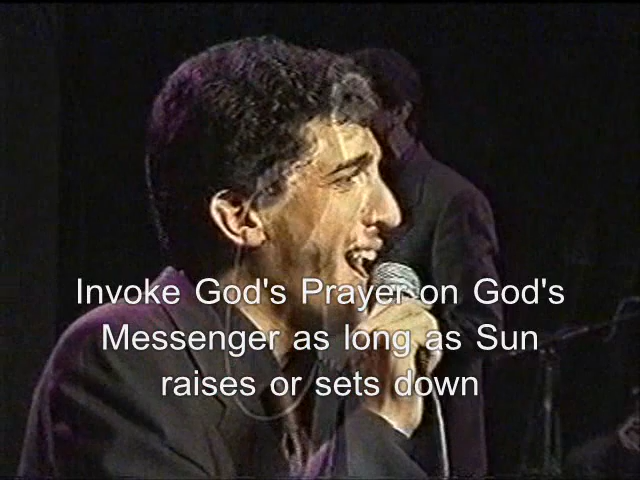 Invoke God's Prayer on God's
Messenger as long as Sun
raises or sets down